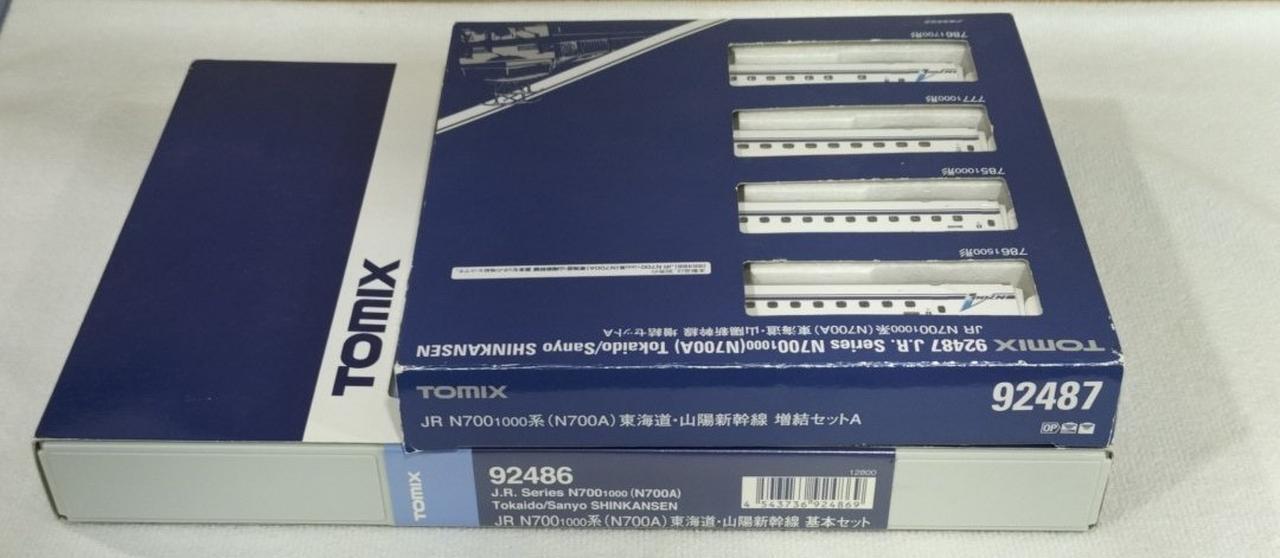 TOMIX
786 1700形
777 1000形
785 1000形
786 1500形
JR N700 1000系(N700A)東海道・山陽新幹線 増結セットA
92487 J.R. Series N700 1000(N700A) Tokaido/Sanyo SHINKANSEN
TOMIX
TOMIX
92487
JR N700 1000系(N700A)東海道・山陽新幹線 増結セットA
OP
TOMIX
92486
J.R. Series N700 1000 (N700A)
Tokaido/Sanyo SHINKANSEN
JR N700 1000系(N700A)東海道・山陽新幹線 基本セット
12800
4 543736 924869